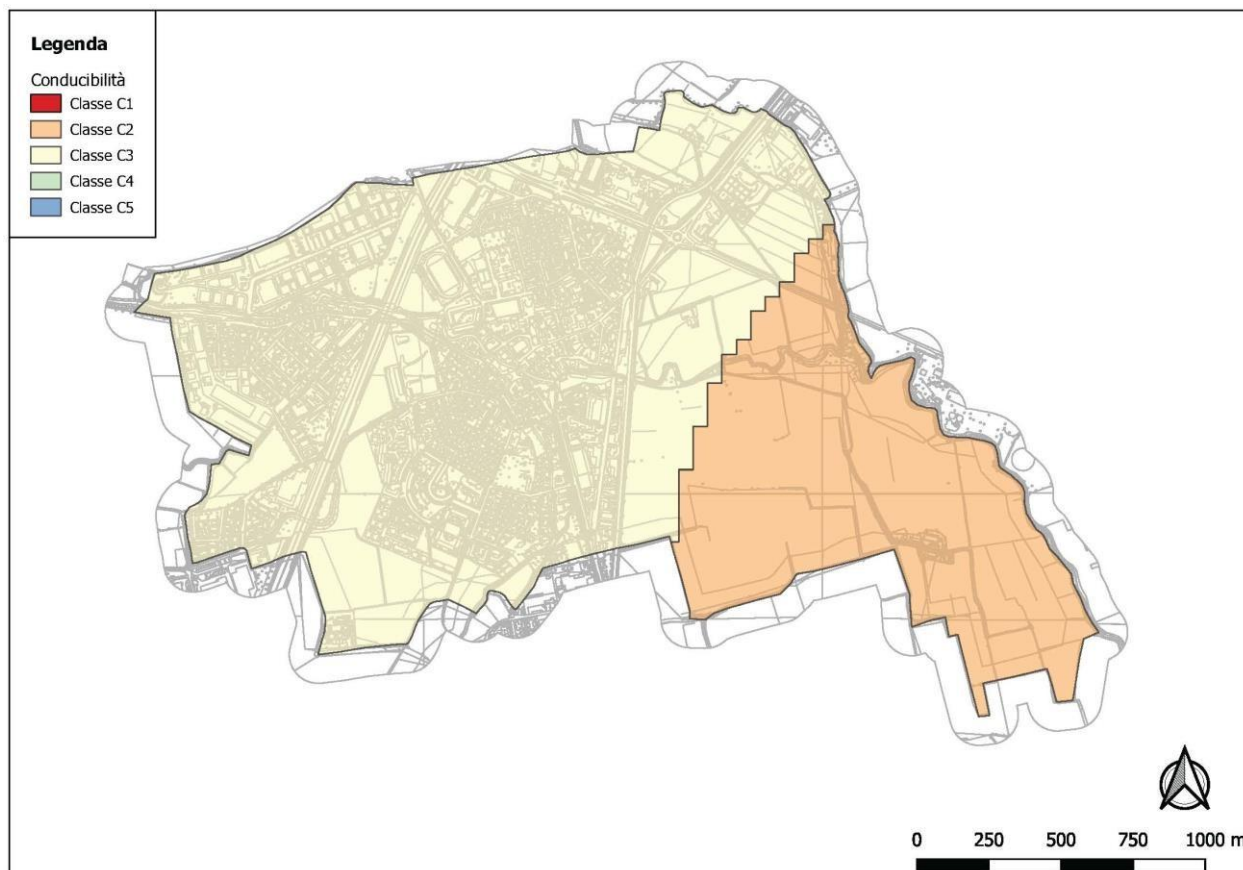 Legenda
Conducibilità
Classe C1
Classe C2
Classe C3
Classe C4
Classe C5
0 250 500 750 1000 m